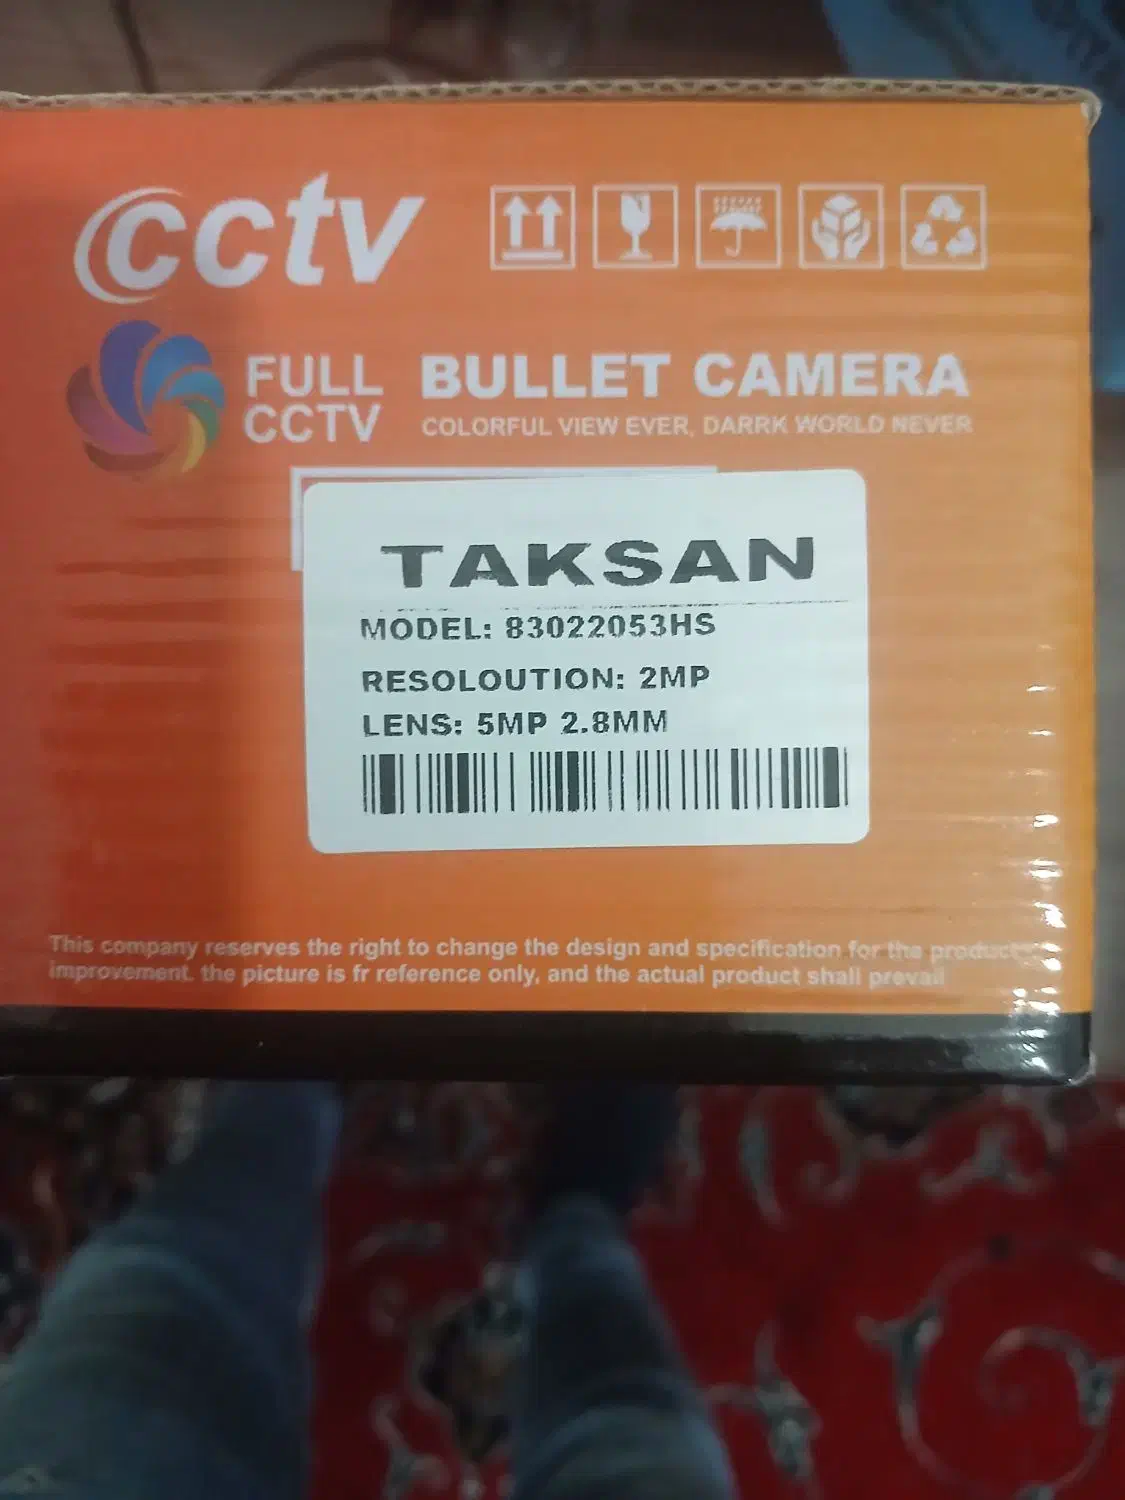 cctv
FULL
CCTV
BULLET CAMERA
COLORFUL VIEW EVER, DARRK WORLD NEVER
TAKSAN
MODEL: 83022053HS
RESOLOUTION: 2MP
LENS: 5MP 2.8MM
This company reserves the right to change the design and specification for the product
improvement. the picture is fr reference only, and the actual product shall prevail